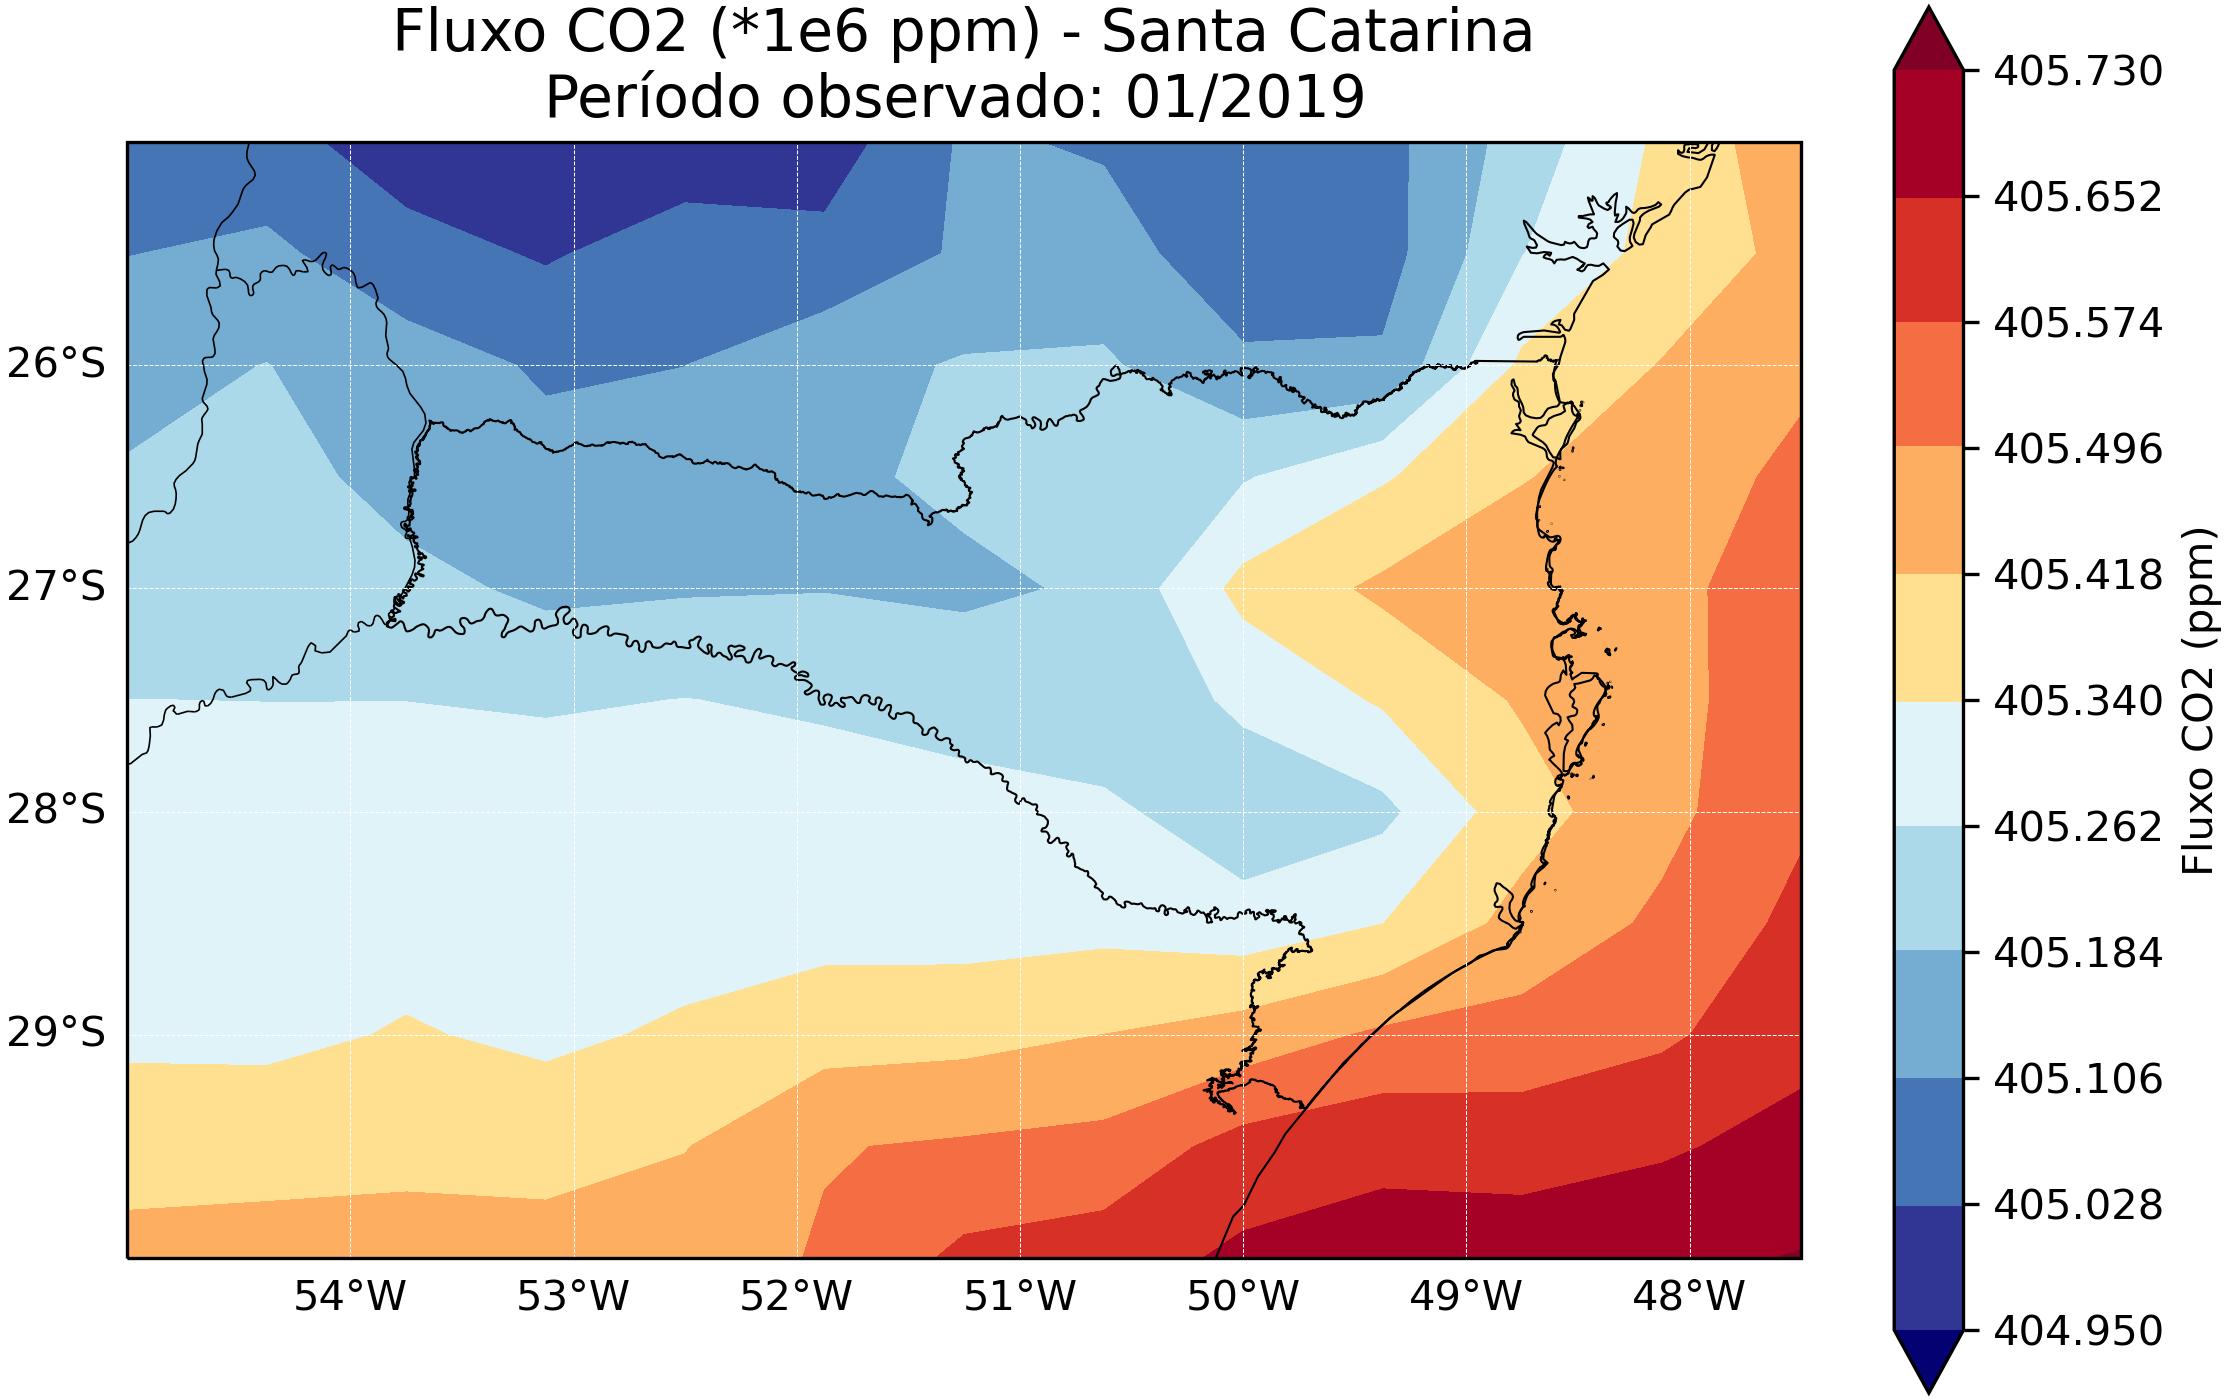 Fluxo CO2 (*1e6 ppm) - Santa Catarina
Período observado: 01/2019
26°S
27°S
28°S
29°S
54°W
53°W
52°W
51°W
50°W
49°W
48°W
405.730
405.652
405.574
405.496
405.418
405.340
405.262
405.184
405.106
405.028
404.950
Fluxo CO2 (ppm)